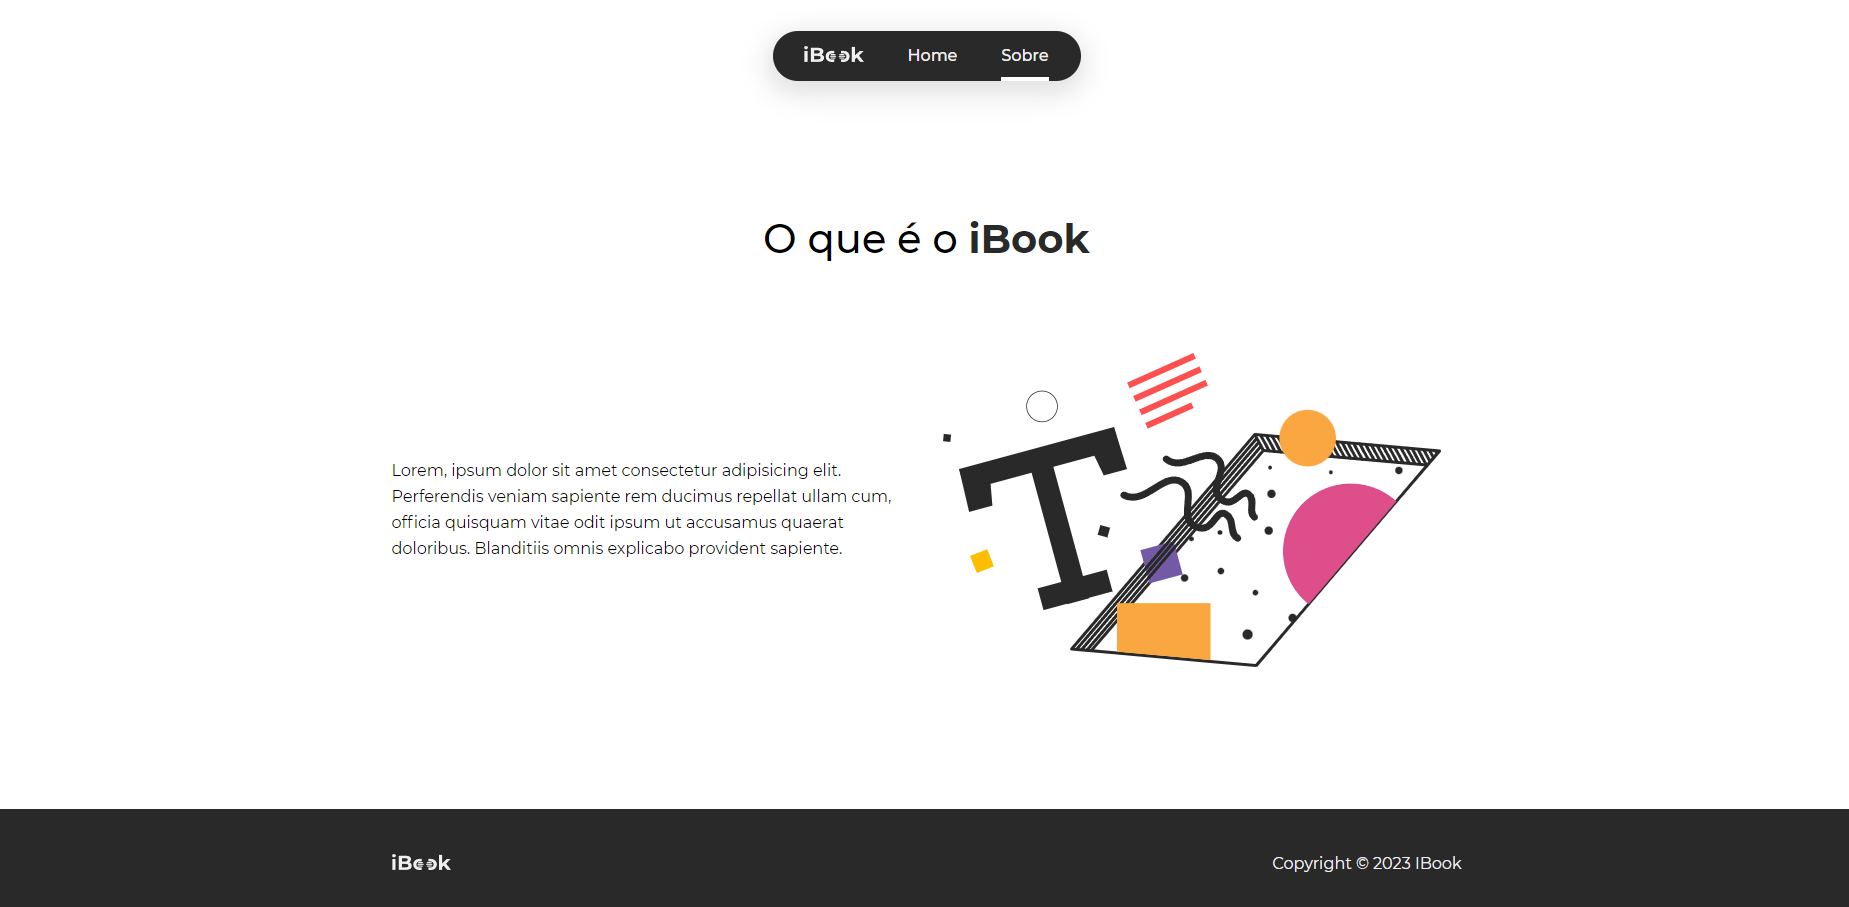 iBook Home Sobre
O que é o iBook
Lorem, ipsum dolor sit amet consectetur adipisicing elit.
Perferendis veniam sapiente rem ducimus repellat ullam cum,
officia quisquam vitae odit ipsum ut accusamus quaerat
doloribus. Blanditiis omnis explicabo provident sapiente.
T
iBook Copyright © 2023 IBook